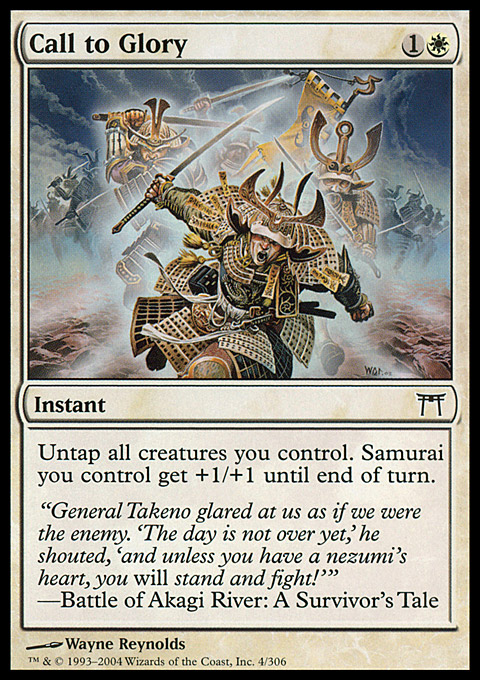 Call to Glory 1
Instant
Untap all creatures you control. Samurai
you control get +1/+1 until end of turn.
“General Takeno glared at us as if we were
the enemy. ‘The day is not over yet,’ he
shouted, ‘and unless you have a nezumi’s
heart, you will stand and fight!’”
—Battle of Akagi River: A Survivor’s Tale
Wayne Reynolds
™ & © 1993–2004 Wizards of the Coast, Inc. 4/306